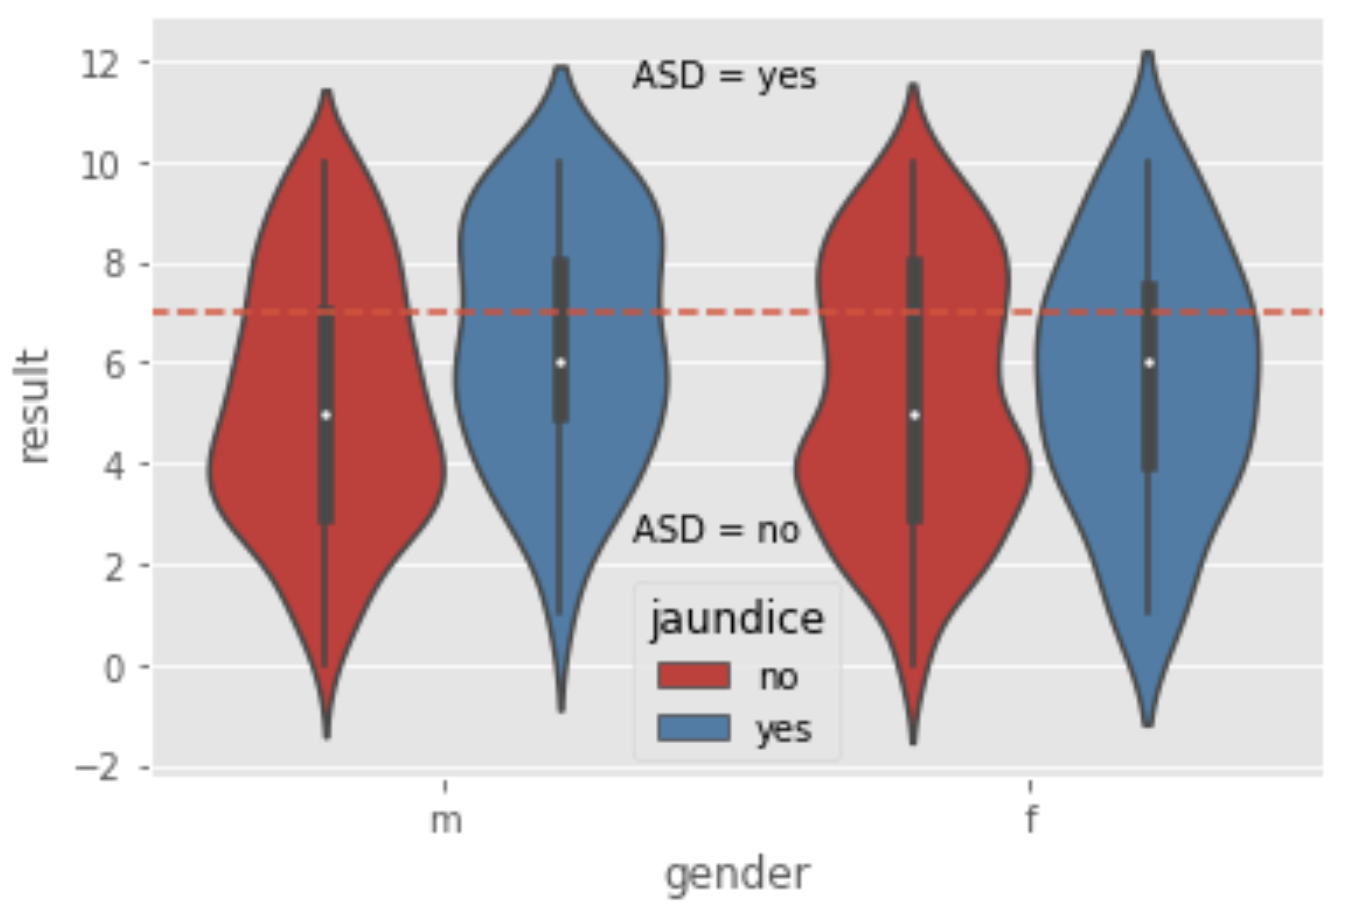 12
10
8
6
4
2
0
−2
result
ASD = yes
ASD = no
jaundice
no
yes
m
f
gender